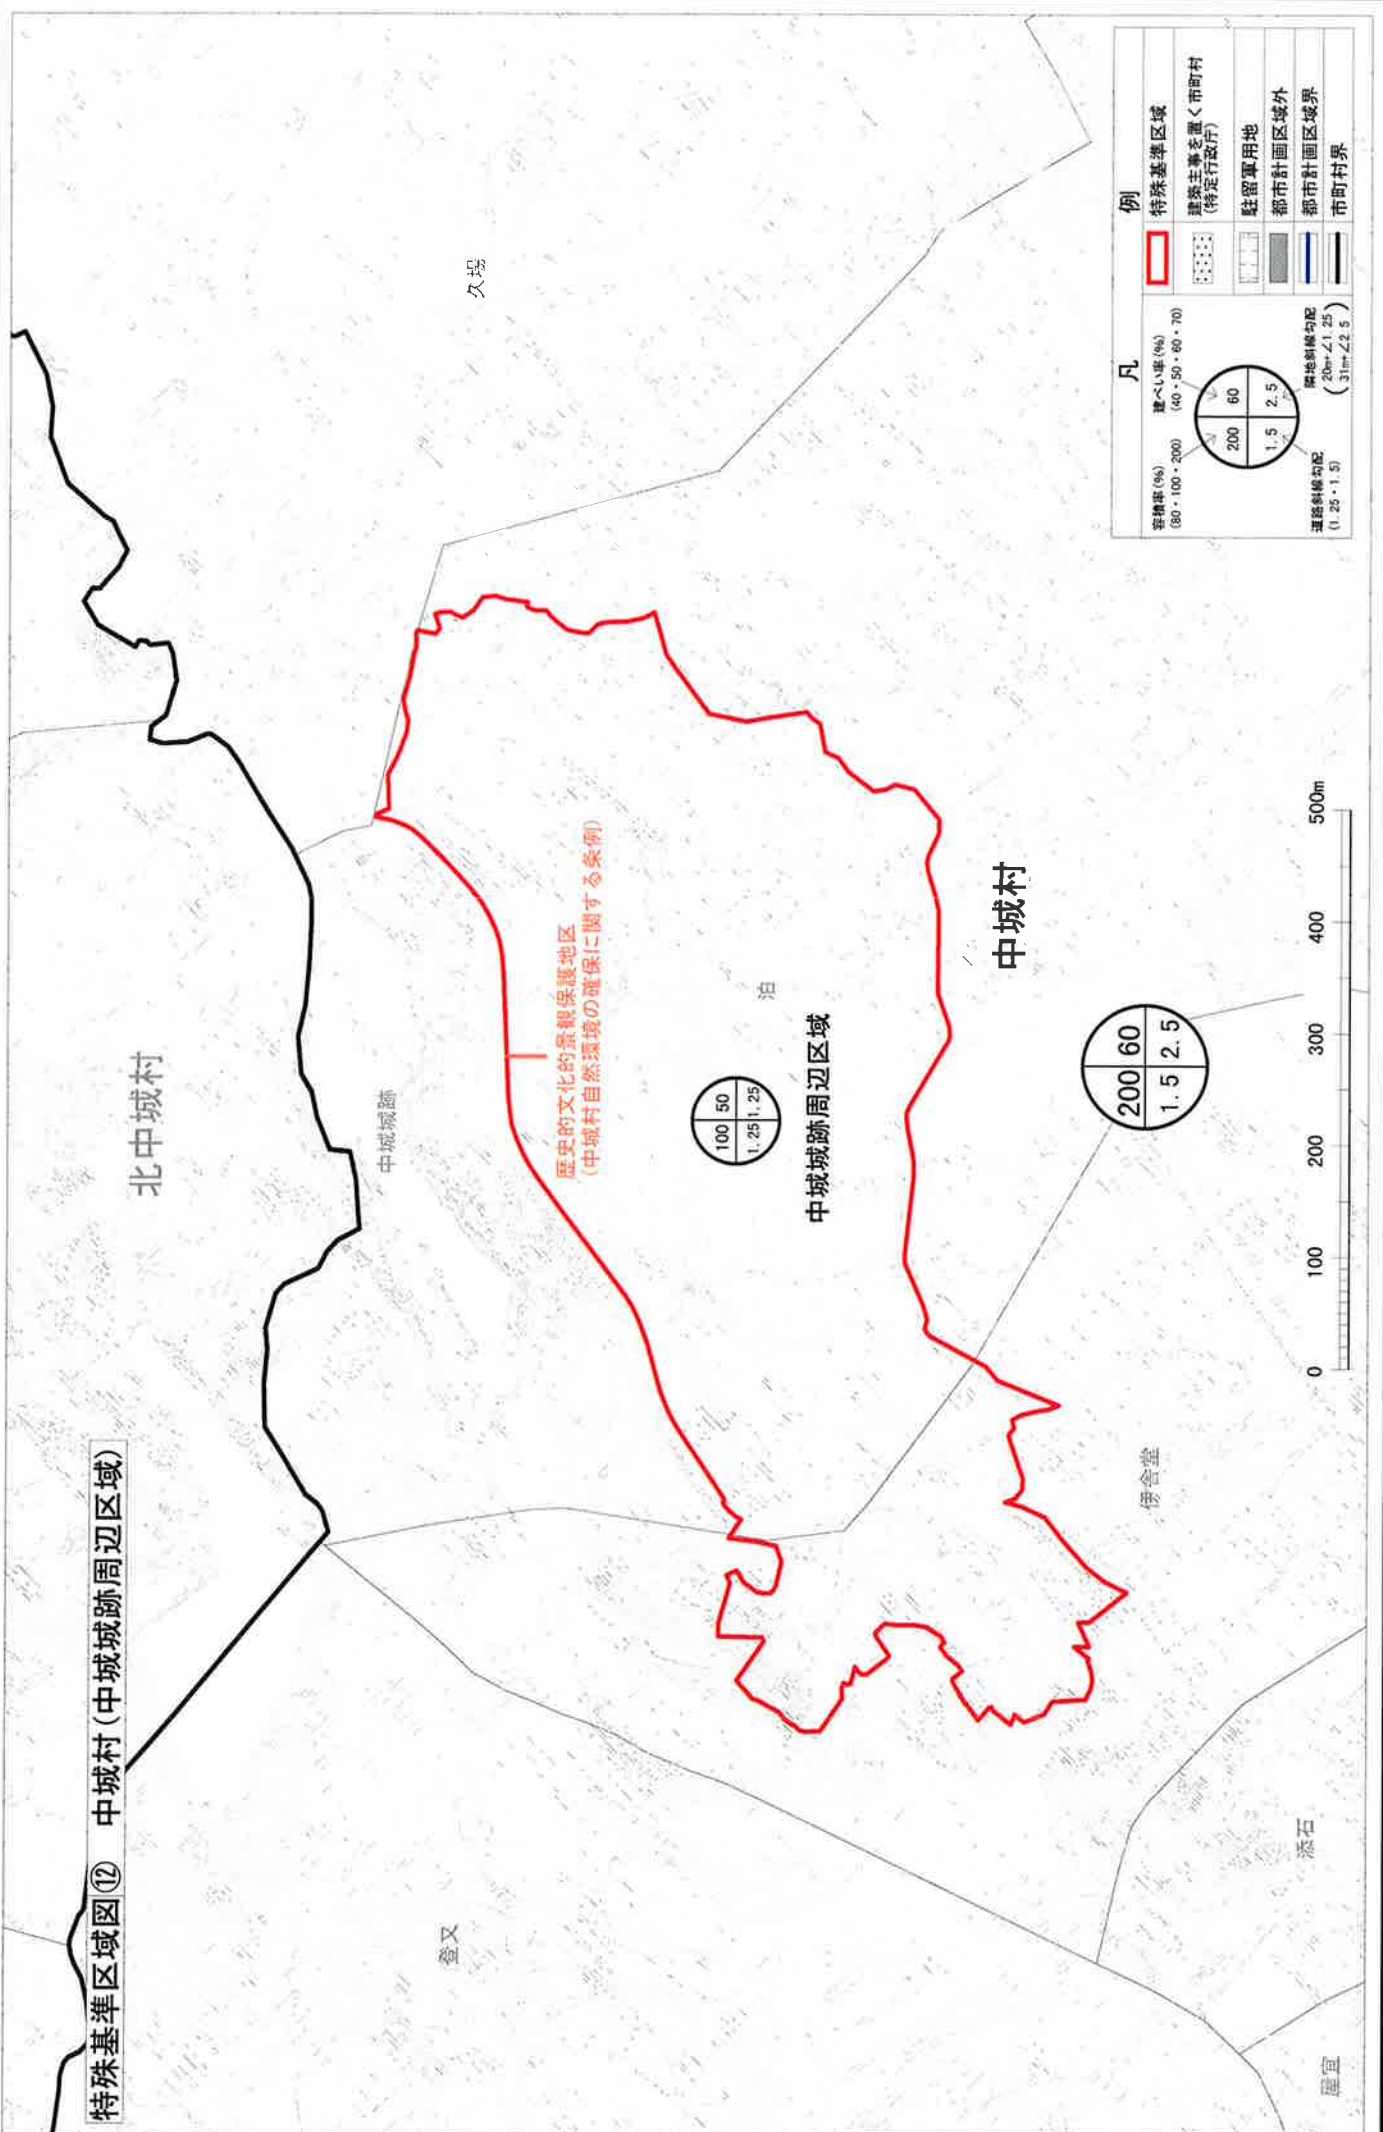 特殊基準区域図⑫ 中城村(中城城跡周辺区域)
北中城村
中城城跡
登又
久場
歴史的文化的景観保護地区
(中城村自然環境の確保に関する条例)
泊
100 50
1.25 1.25
中城城跡周辺区域
中城村
200 60
1.5 2.5
伊舎堂
添石
屋宜
0 100 200 300 400 500m
凡例
容積率(%)
(80・100・200)
建ぺい率(%)
(40・50・60・70)
200 60
1.5 2.5
道路斜線勾配
(1.25・1.5)
隣地斜線勾配
(20m+∠1.25
31m+∠2.5)
特殊基準区域
建築主事を置く市町村
(特定行政庁)
駐留軍用地
都市計画区域外
都市計画区域界
市町村界